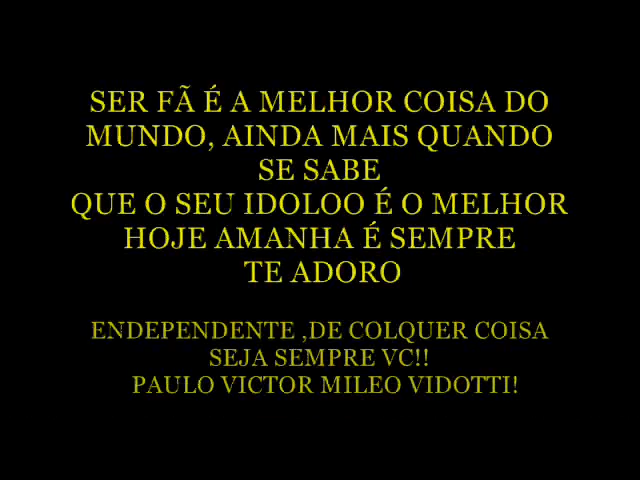 SER FÃ É A MELHOR COISA DO
MUNDO, AINDA MAIS QUANDO
SE SABE
QUE O SEU IDOLOO É O MELHOR
HOJE AMANHA É SEMPRE
TE ADORO
ENDEPENDENTE ,DE COLQUER COISA
SEJA SEMPRE VC!!
PAULO VICTOR MILEO VIDOTTI!